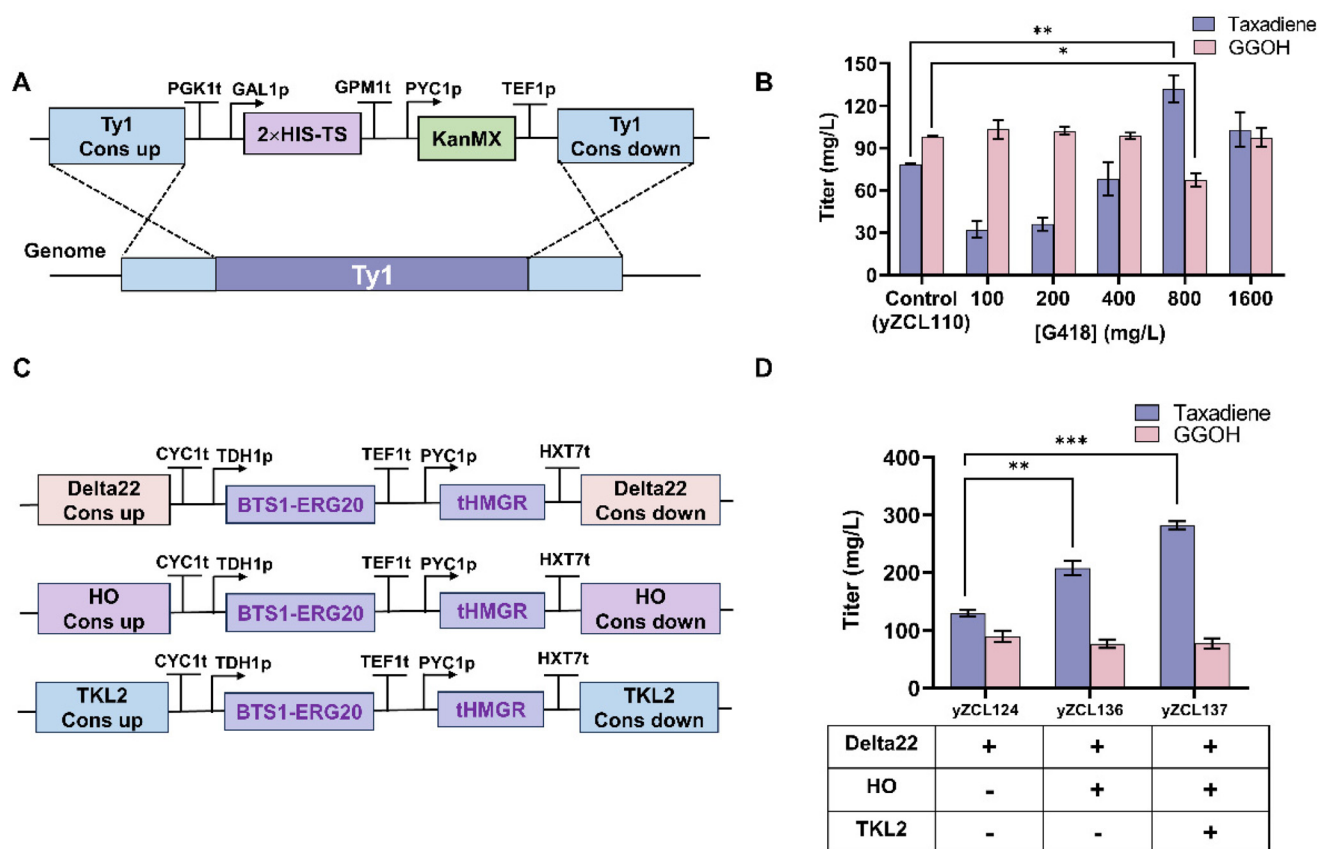 A
PGK1t GAL1p GPM1t PYC1p TEF1p
Ty1
Cons up
2×HIS-TS
KanMX
Ty1
Cons down
Genome
Ty1
B
Taxadiene
GGOH
**
*
Titer (mg/L)
150
120
90
60
30
0
Control
(yZCL110)
100 200 400 800 1600
[G418] (mg/L)
C
CYC1t TDH1p TEF1t PYC1p HXT7t
Delta22
Cons up
BTS1-ERG20
tHMGR
Delta22
Cons down
CYC1t TDH1p TEF1t PYC1p HXT7t
HO
Cons up
BTS1-ERG20
tHMGR
HO
Cons down
CYC1t TDH1p TEF1t PYC1p HXT7t
TKL2
Cons up
BTS1-ERG20
tHMGR
TKL2
Cons down
D
Taxadiene
GGOH
***
**
Titer (mg/L)
400
300
200
100
0
yZCL124 yZCL136 yZCL137
Delta22 + + +
HO - + +
TKL2 - - +